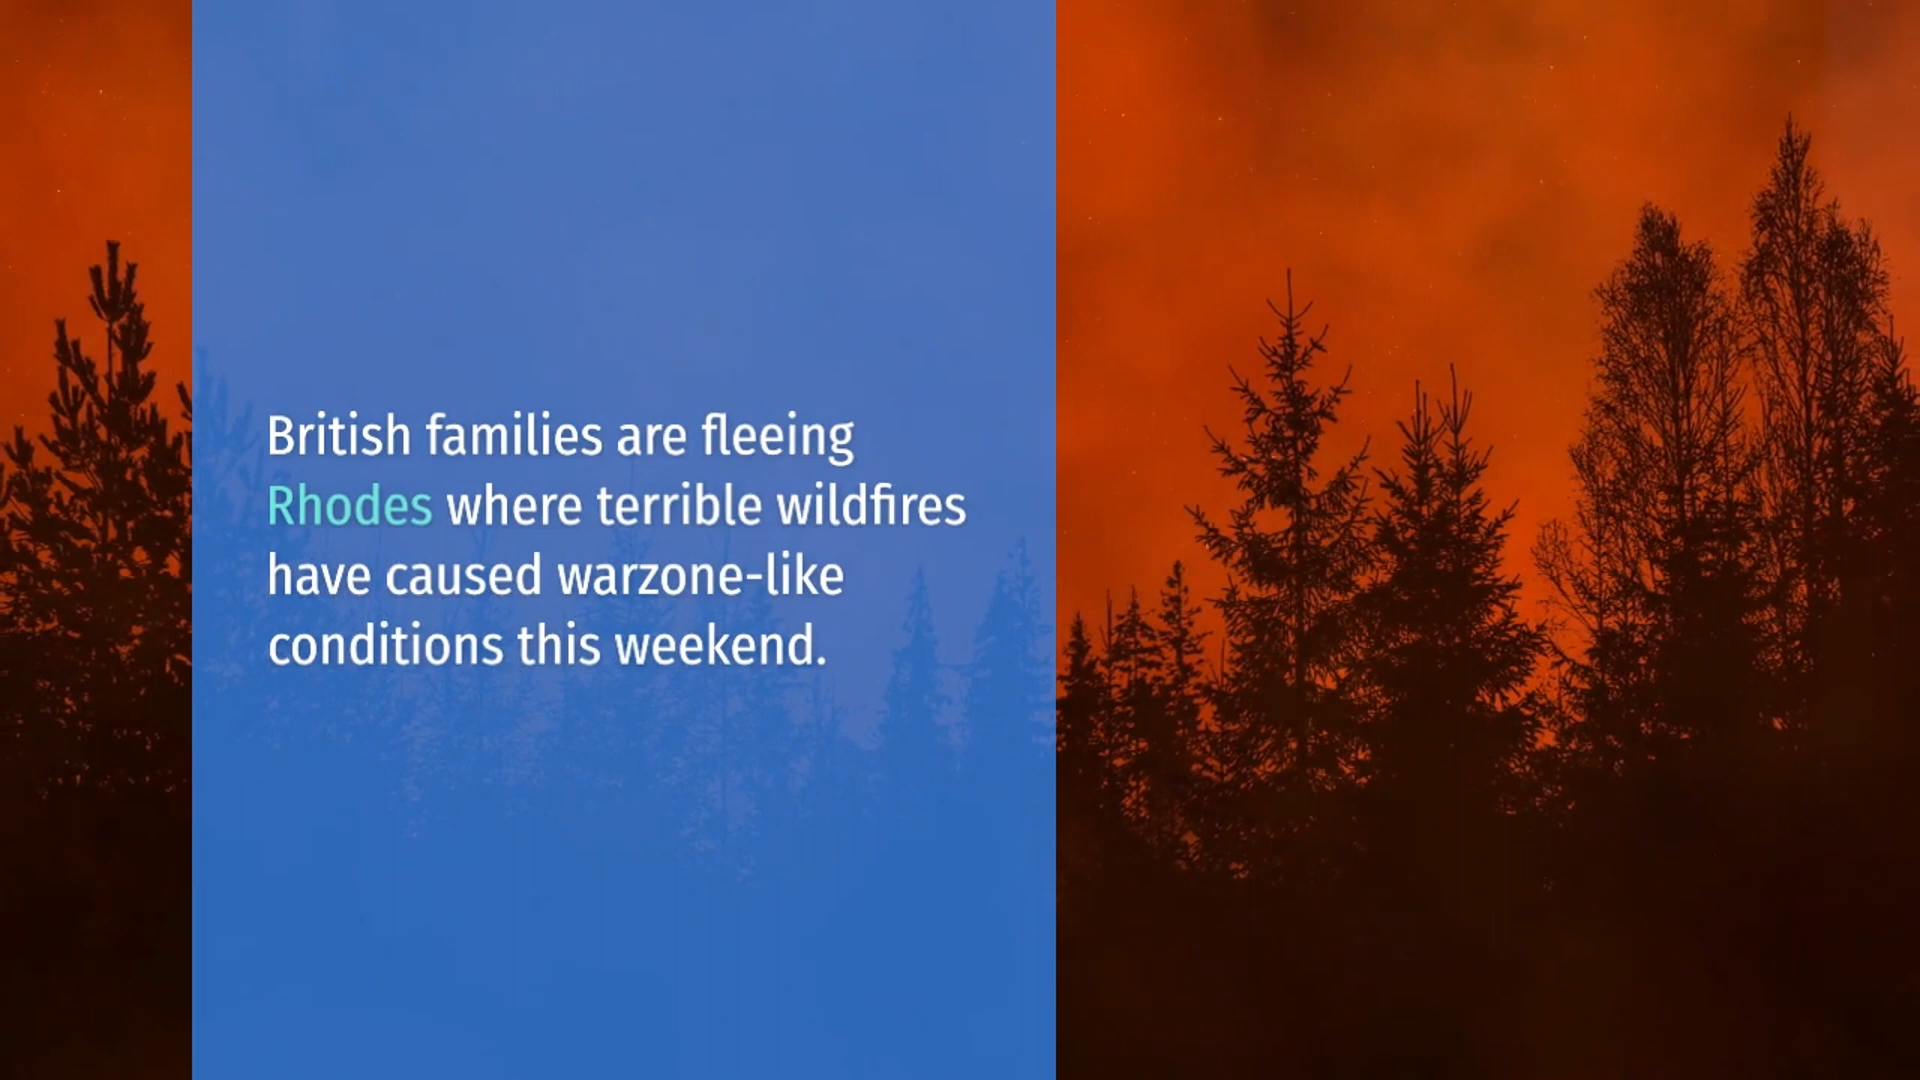 British families are fleeing
Rhodes where terrible wildfires
have caused warzone-like
conditions this weekend.